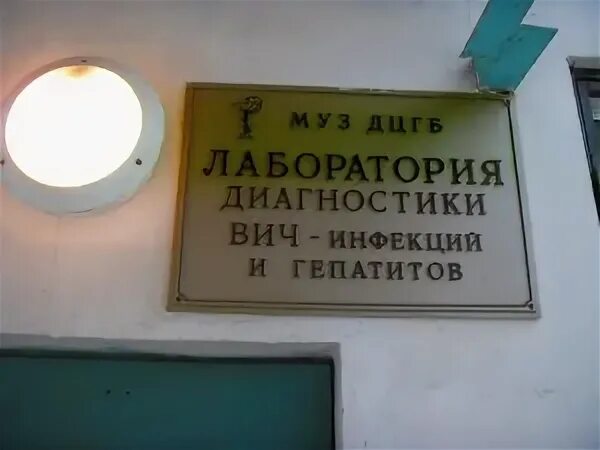 МУЗ ДЦГБ
ЛАБОРАТОРИЯ
ДИАГНОСТИКИ
ВИЧ - ИНФЕКЦИЙ
И ГЕПАТИТОВ